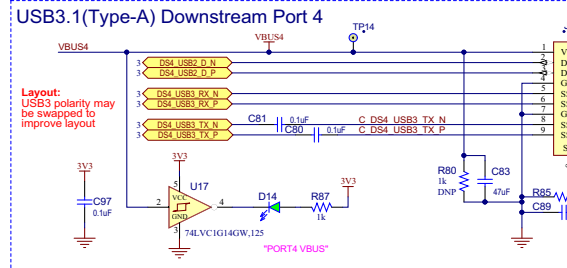 USB3.1(Type-A) Downstream Port 4
TP14
VBUS4
VBUS4
1
V
3
DS4_USB2_D_N
2
D
3
DS4_USB2_D_P
3
D
4
G
Layout:
USB3 polarity may
be swapped to
improve layout
3
DS4_USB3_RX_N
5
S
3
DS4_USB3_RX_P
6
S
7
G
C81
0.1uF
3
DS4_USB3_TX_N
C_DS4_USB3_TX_N
8
S
3
DS4_USB3_TX_P
C80
0.1uF
C_DS4_USB3_TX_P
9
S
S
3V3
3V3
3V3
C97
0.1uF
5
U17
VCC
GND
2
4
3
74LVC1G14GW,125
D14
R87
1k
R80
1k
DNP
C83
47uF
R85
C89
"PORT4 VBUS"